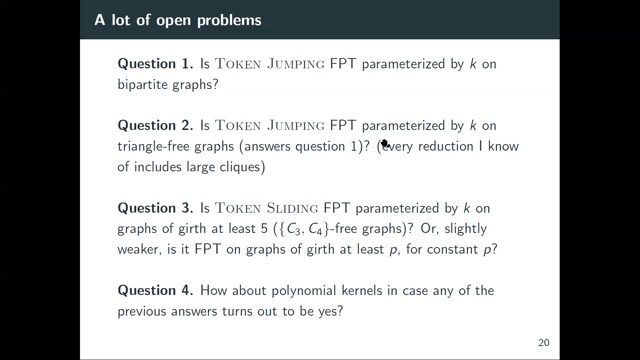 A lot of open problems
Question 1. Is Token Jumping FPT parameterized by k on
bipartite graphs?
Question 2. Is Token Jumping FPT parameterized by k on
triangle-free graphs (answers question 1)? (every reduction I know
of includes large cliques)
Question 3. Is Token Sliding FPT parameterized by k on
graphs of girth at least 5 ({C₃, C₄}-free graphs)? Or, slightly
weaker, is it FPT on graphs of girth at least p, for constant p?
Question 4. How about polynomial kernels in case any of the
previous answers turns out to be yes?
20